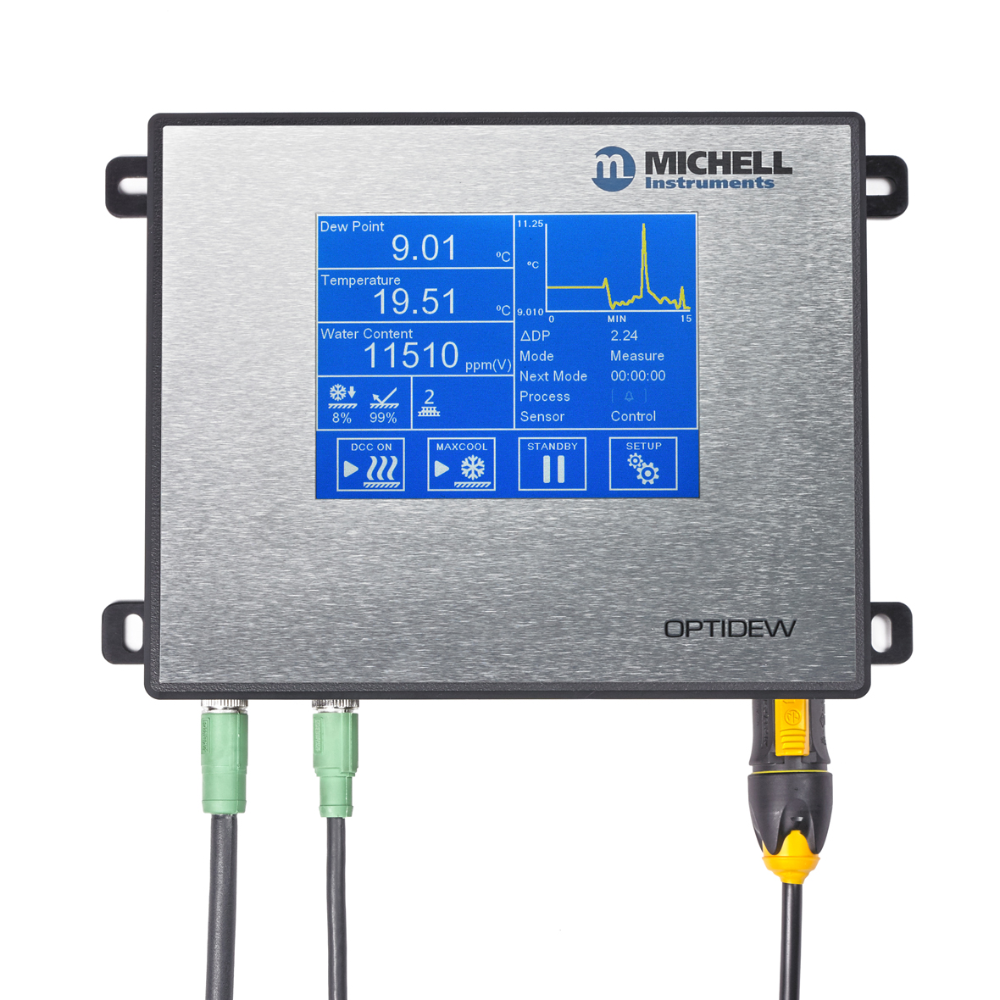 MICHELL
Instruments
Dew Point
9.01 ºC
Temperature
19.51 ºC
Water Content
11510 ppm(V)
8% 99%
2
11.25
ºC
9.010
0 MIN 15
ΔDP 2.24
Mode Measure
Next Mode 00:00:00
Process
Sensor Control
DCC ON
MAXCOOL
STANDBY
SETUP
OPTIDEW